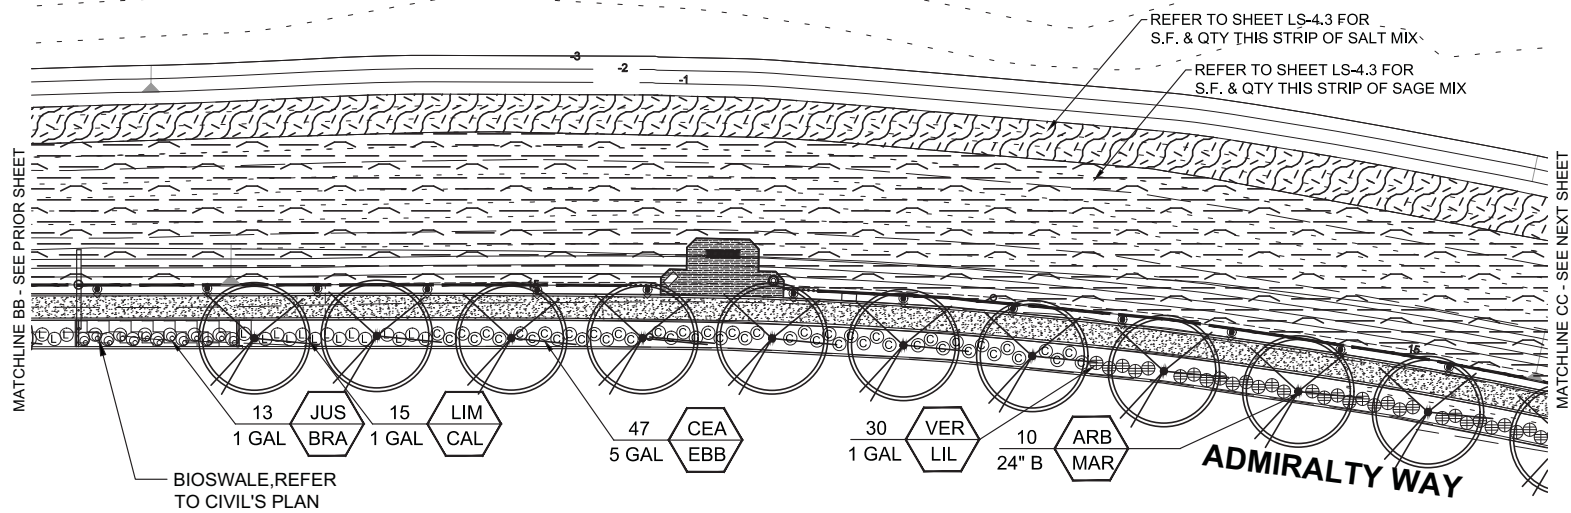 REFER TO SHEET LS-4.3 FOR
S.F. & QTY THIS STRIP OF SALT MIX
REFER TO SHEET LS-4.3 FOR
S.F. & QTY THIS STRIP OF SAGE MIX
-3
-2
-1
MATCHLINE BB - SEE PRIOR SHEET
MATCHLINE CC - SEE NEXT SHEET
15
15
13
1 GAL
JUS
BRA
15
1 GAL
LIM
CAL
47
5 GAL
CEA
EBB
30
1 GAL
VER
LIL
10
24" B
ARB
MAR
ADMIRALTY WAY
BIOSWALE,REFER
TO CIVIL'S PLAN